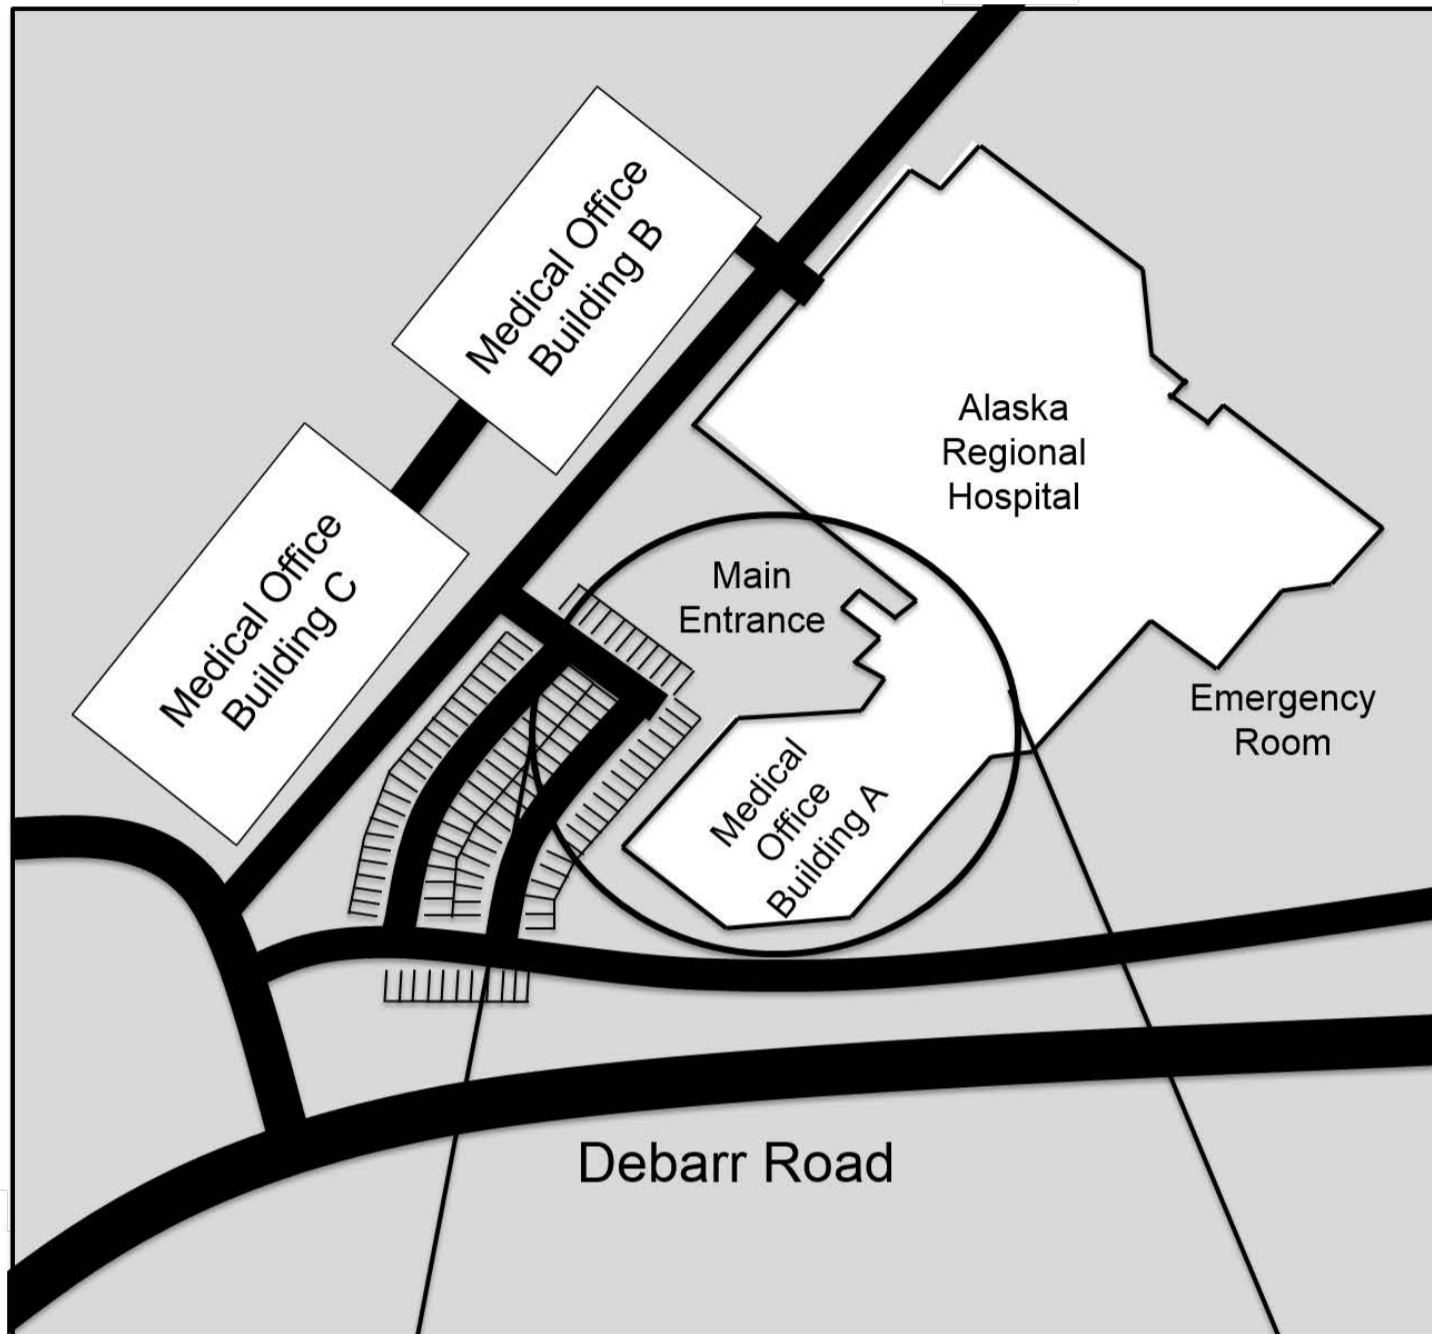 Medical Office
Building B
Alaska
Regional
Hospital
Medical Office
Building C
Main
Entrance
Emergency
Room
Medical
Office
Building A
Debarr Road